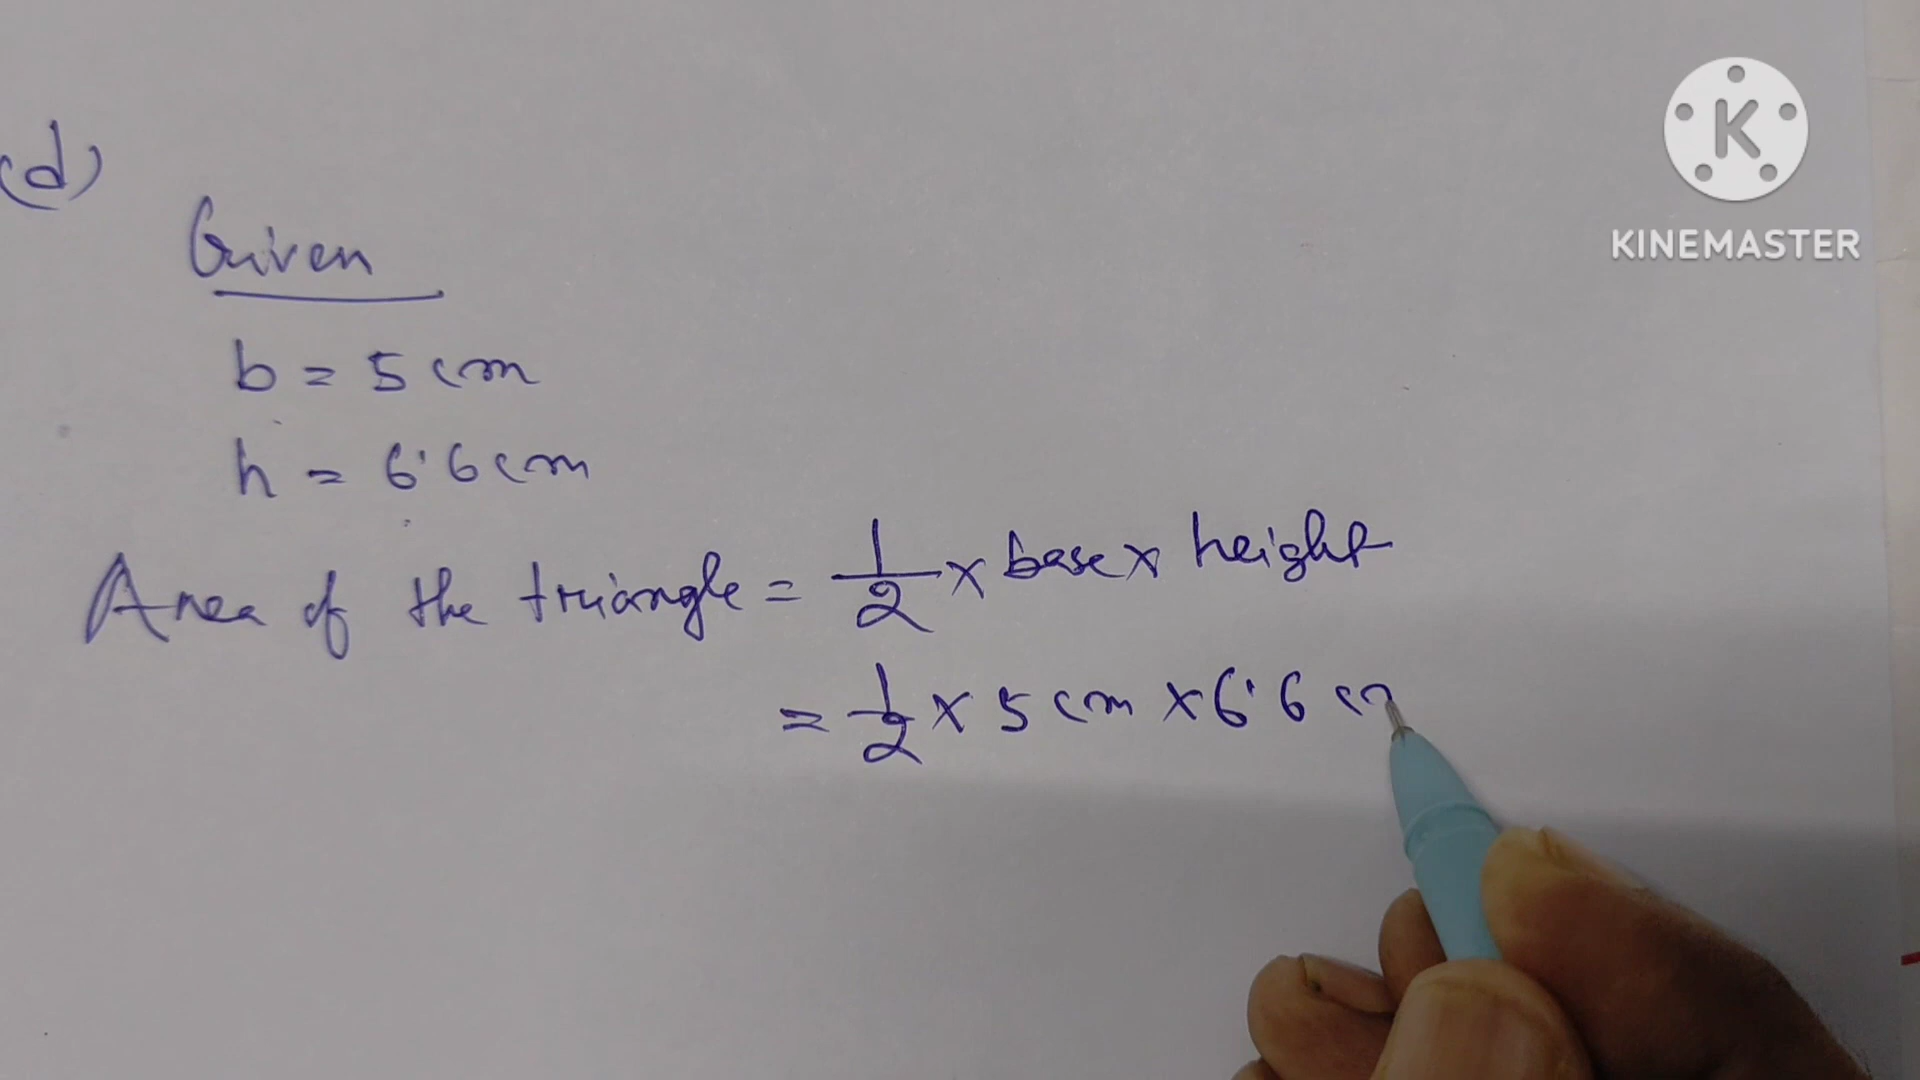 (d)
Given
b = 5 cm
h = 6.6 cm
Area of the triangle = 1/2 × base × height
= 1/2 × 5 cm × 6.6 cm
K
KINEMASTER